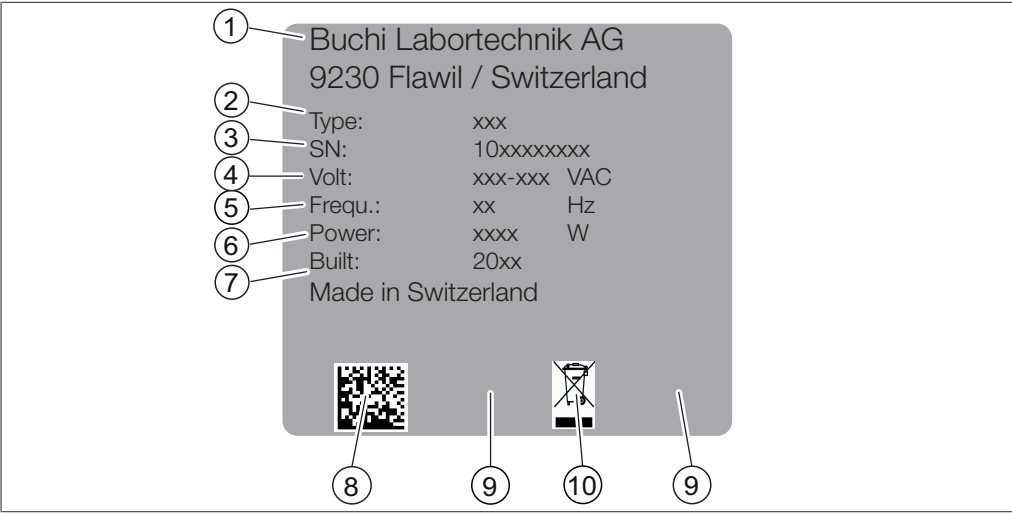 1 Buchi Labortechnik AG
9230 Flawil / Switzerland
2 Type: xxx
3 SN: 10xxxxxxxx
4 Volt: xxx-xxx VAC
5 Frequ.: xx Hz
6 Power: xxxx W
7 Built: 20xx
Made in Switzerland
8 9 10 9